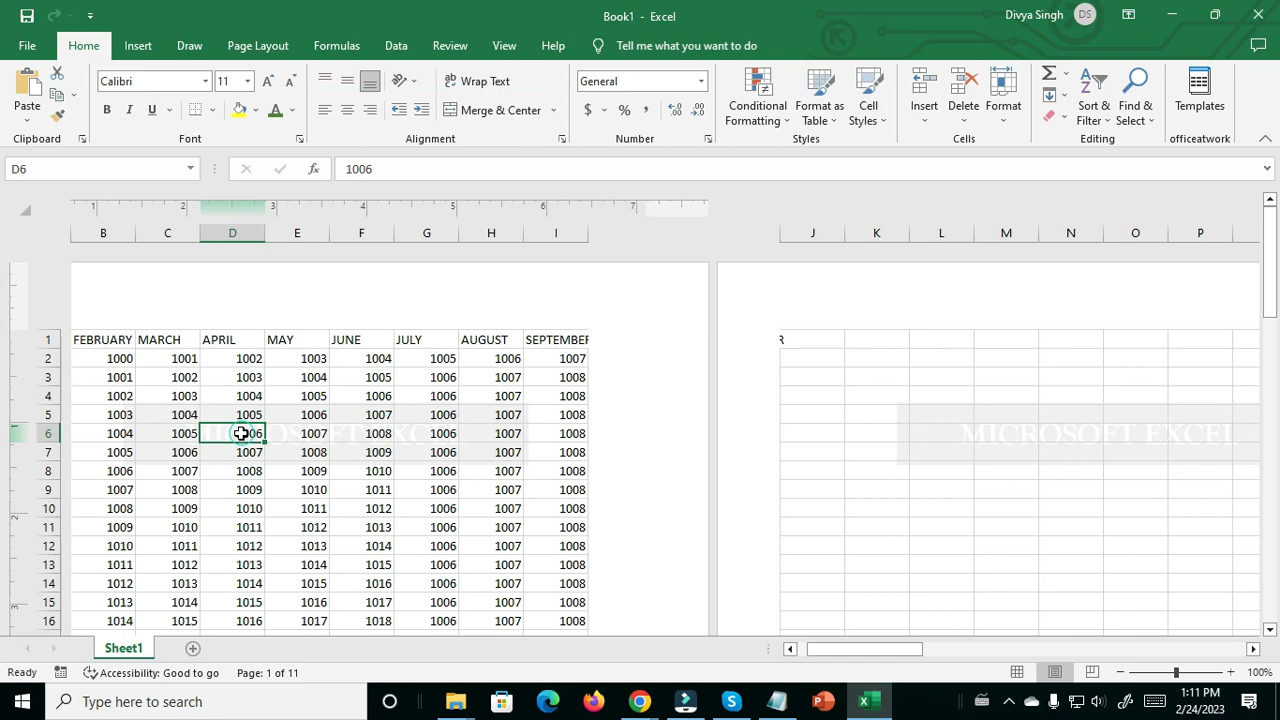 Book1 - Excel
Divya Singh DS
File Home Insert Draw Page Layout Formulas Data Review View Help Tell me what you want to do
Calibri 11 Wrap Text General
Paste B I U Merge & Center $ % , Conditional Formatting Format as Table Cell Styles Insert Delete Format Sort & Filter Find & Select Templates
Clipboard Font Alignment Number Styles Cells Editing officeatwork
D6 fx 1006
1 2 3 4 5 6 7
B C D E F G H I J K L M N O P
1 FEBRUARY MARCH APRIL MAY JUNE JULY AUGUST SEPTEMBER R
2 1000 1001 1002 1003 1004 1005 1006 1007
3 1001 1002 1003 1004 1005 1006 1007 1008
4 1002 1003 1004 1005 1006 1006 1007 1008
5 1003 1004 1005 1006 1007 1006 1007 1008
6 1004 1005 1006 1007 1008 1006 1007 1008
MICROSOFT EXCEL MICROSOFT EXCEL
7 1005 1006 1007 1008 1009 1006 1007 1008
8 1006 1007 1008 1009 1010 1006 1007 1008
9 1007 1008 1009 1010 1011 1006 1007 1008
10 1008 1009 1010 1011 1012 1006 1007 1008
11 1009 1010 1011 1012 1013 1006 1007 1008
12 1010 1011 1012 1013 1014 1006 1007 1008
13 1011 1012 1013 1014 1015 1006 1007 1008
14 1012 1013 1014 1015 1016 1006 1007 1008
15 1013 1014 1015 1016 1017 1006 1007 1008
16 1014 1015 1016 1017 1018 1006 1007 1008
Sheet1
Ready Accessibility: Good to go Page: 1 of 11 100%
Type here to search
1:11 PM
2/24/2023